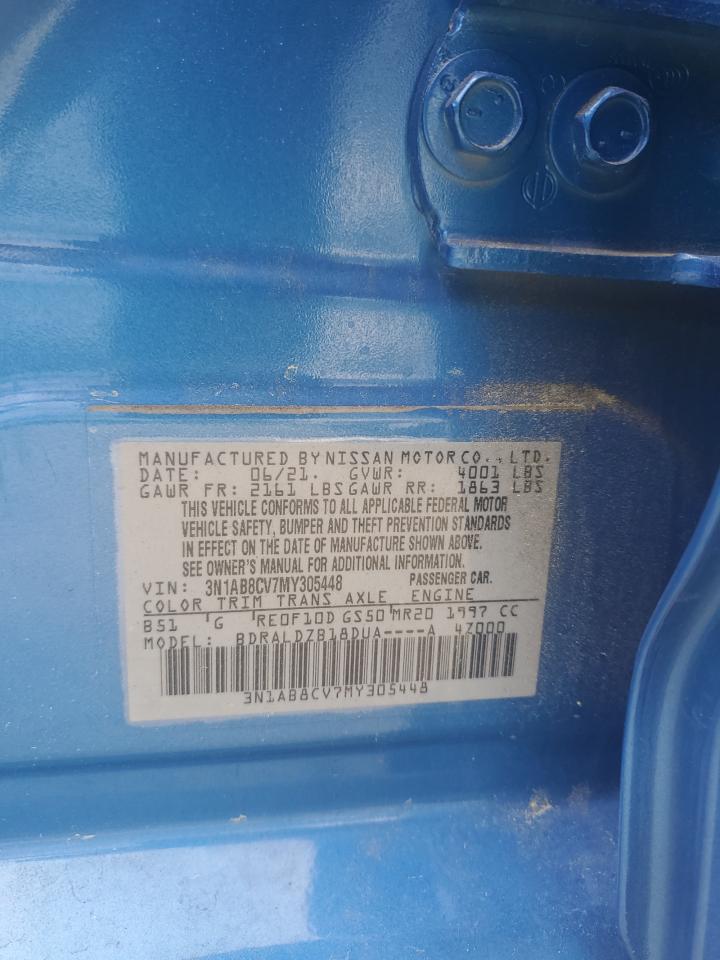 MANUFACTURED BY NISSAN MOTOR CO., LTD.
DATE: 06/21. GVWR: 4001 LBS
GAWR FR: 2161 LBS GAWR RR: 1863 LBS
THIS VEHICLE CONFORMS TO ALL APPLICABLE FEDERAL MOTOR
VEHICLE SAFETY, BUMPER AND THEFT PREVENTION STANDARDS
IN EFFECT ON THE DATE OF MANUFACTURE SHOWN ABOVE.
SEE OWNER'S MANUAL FOR ADDITIONAL INFORMATION.
VIN: 3N1AB8CV7MY305448 PASSENGER CAR.
COLOR TRIM TRANS AXLE ENGINE
B51 G RE0F10D GS50 MR20 1997 CC
MODEL: BDRALDZB18DUA----A 4Z000
3N1AB8CV7MY305448